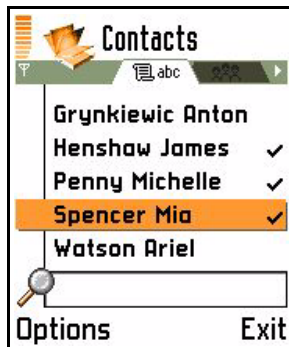 Contacts
abc
Grynkiewic Anton
Henshaw James
Penny Michelle
Spencer Mia
Watson Ariel
Options Exit